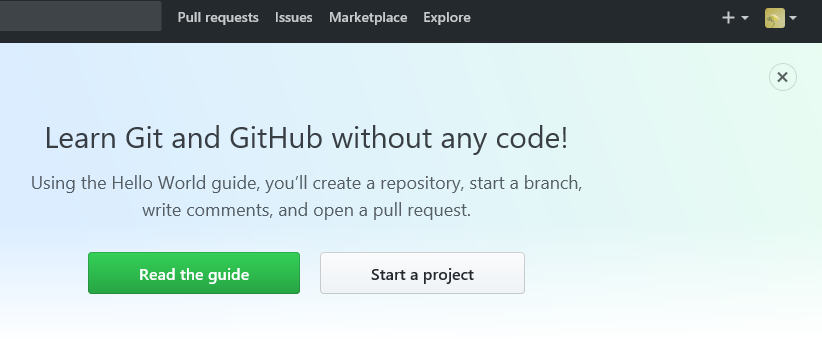 Pull requests Issues Marketplace Explore
Learn Git and GitHub without any code!
Using the Hello World guide, you’ll create a repository, start a branch,
write comments, and open a pull request.
Read the guide Start a project